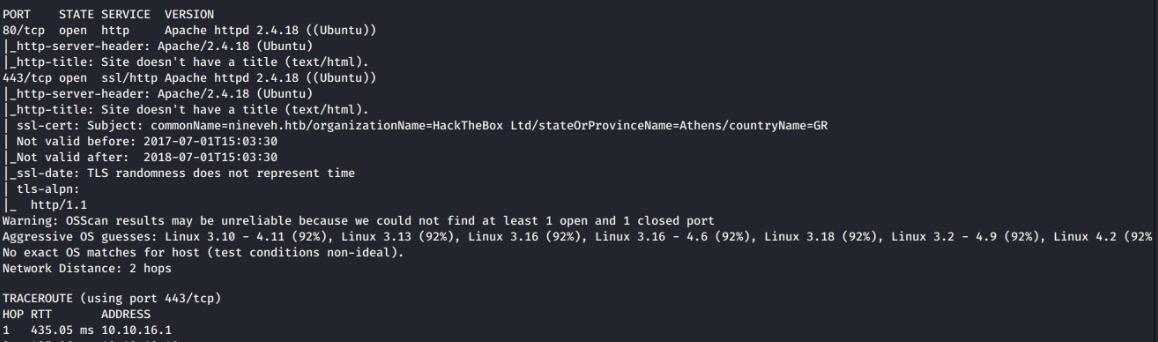 PORT    STATE SERVICE  VERSION
80/tcp  open  http     Apache httpd 2.4.18 ((Ubuntu))
|_http-server-header: Apache/2.4.18 (Ubuntu)
|_http-title: Site doesn't have a title (text/html).
443/tcp open  ssl/http Apache httpd 2.4.18 ((Ubuntu))
|_http-server-header: Apache/2.4.18 (Ubuntu)
|_http-title: Site doesn't have a title (text/html).
| ssl-cert: Subject: commonName=nineveh.htb/organizationName=HackTheBox Ltd/stateOrProvinceName=Athens/countryName=GR
| Not valid before: 2017-07-01T15:03:30
|_Not valid after:  2018-07-01T15:03:30
|_ssl-date: TLS randomness does not represent time
| tls-alpn:
|_  http/1.1
Warning: OSScan results may be unreliable because we could not find at least 1 open and 1 closed port
Aggressive OS guesses: Linux 3.10 - 4.11 (92%), Linux 3.13 (92%), Linux 3.16 (92%), Linux 3.16 - 4.6 (92%), Linux 3.18 (92%), Linux 3.2 - 4.9 (92%), Linux 4.2 (92%
No exact OS matches for host (test conditions non-ideal).
Network Distance: 2 hops
TRACEROUTE (using port 443/tcp)
HOP RTT       ADDRESS
1   435.05 ms 10.10.16.1